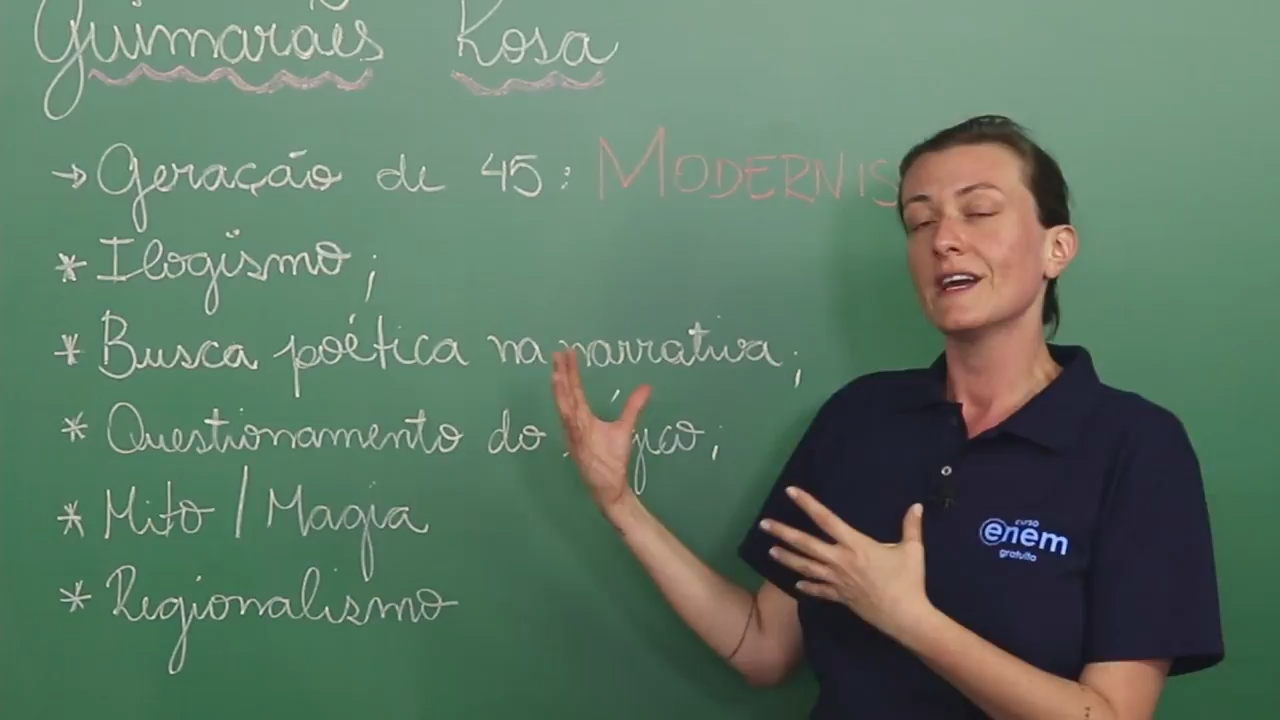 Guimarães Rosa
→ Geração de 45: MODERNIS
* Ilogismo;
* Busca poética na narrativa;
* Questionamento do
* Mito / Magia
* Regionalismo
curso
enem
gratuito